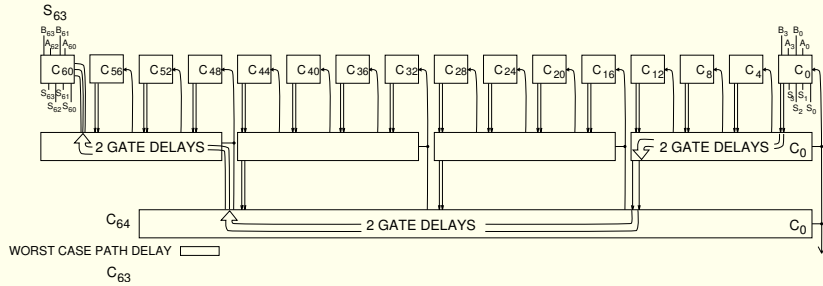 S63
B63 B61
A62 A60
B3 B0
A3 A0
C60 C56 C52 C48 C44 C40 C36 C32 C28 C24 C20 C16 C12 C8 C4 C0
S63 S61
S62 S60
S3 S1
S2 S0
2 GATE DELAYS
2 GATE DELAYS C0
C64 2 GATE DELAYS C0
WORST CASE PATH DELAY
C63